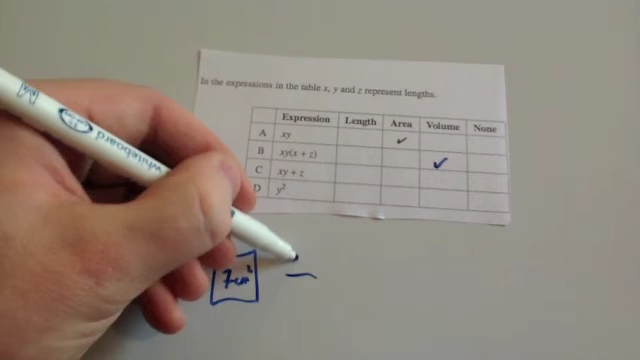 In the expressions in the table x, y and z represent lengths.
Expression Length Area Volume None
A xy ✓
B xy(x + z) ✓
C xy + z
D y²
whiteboard
7cm²